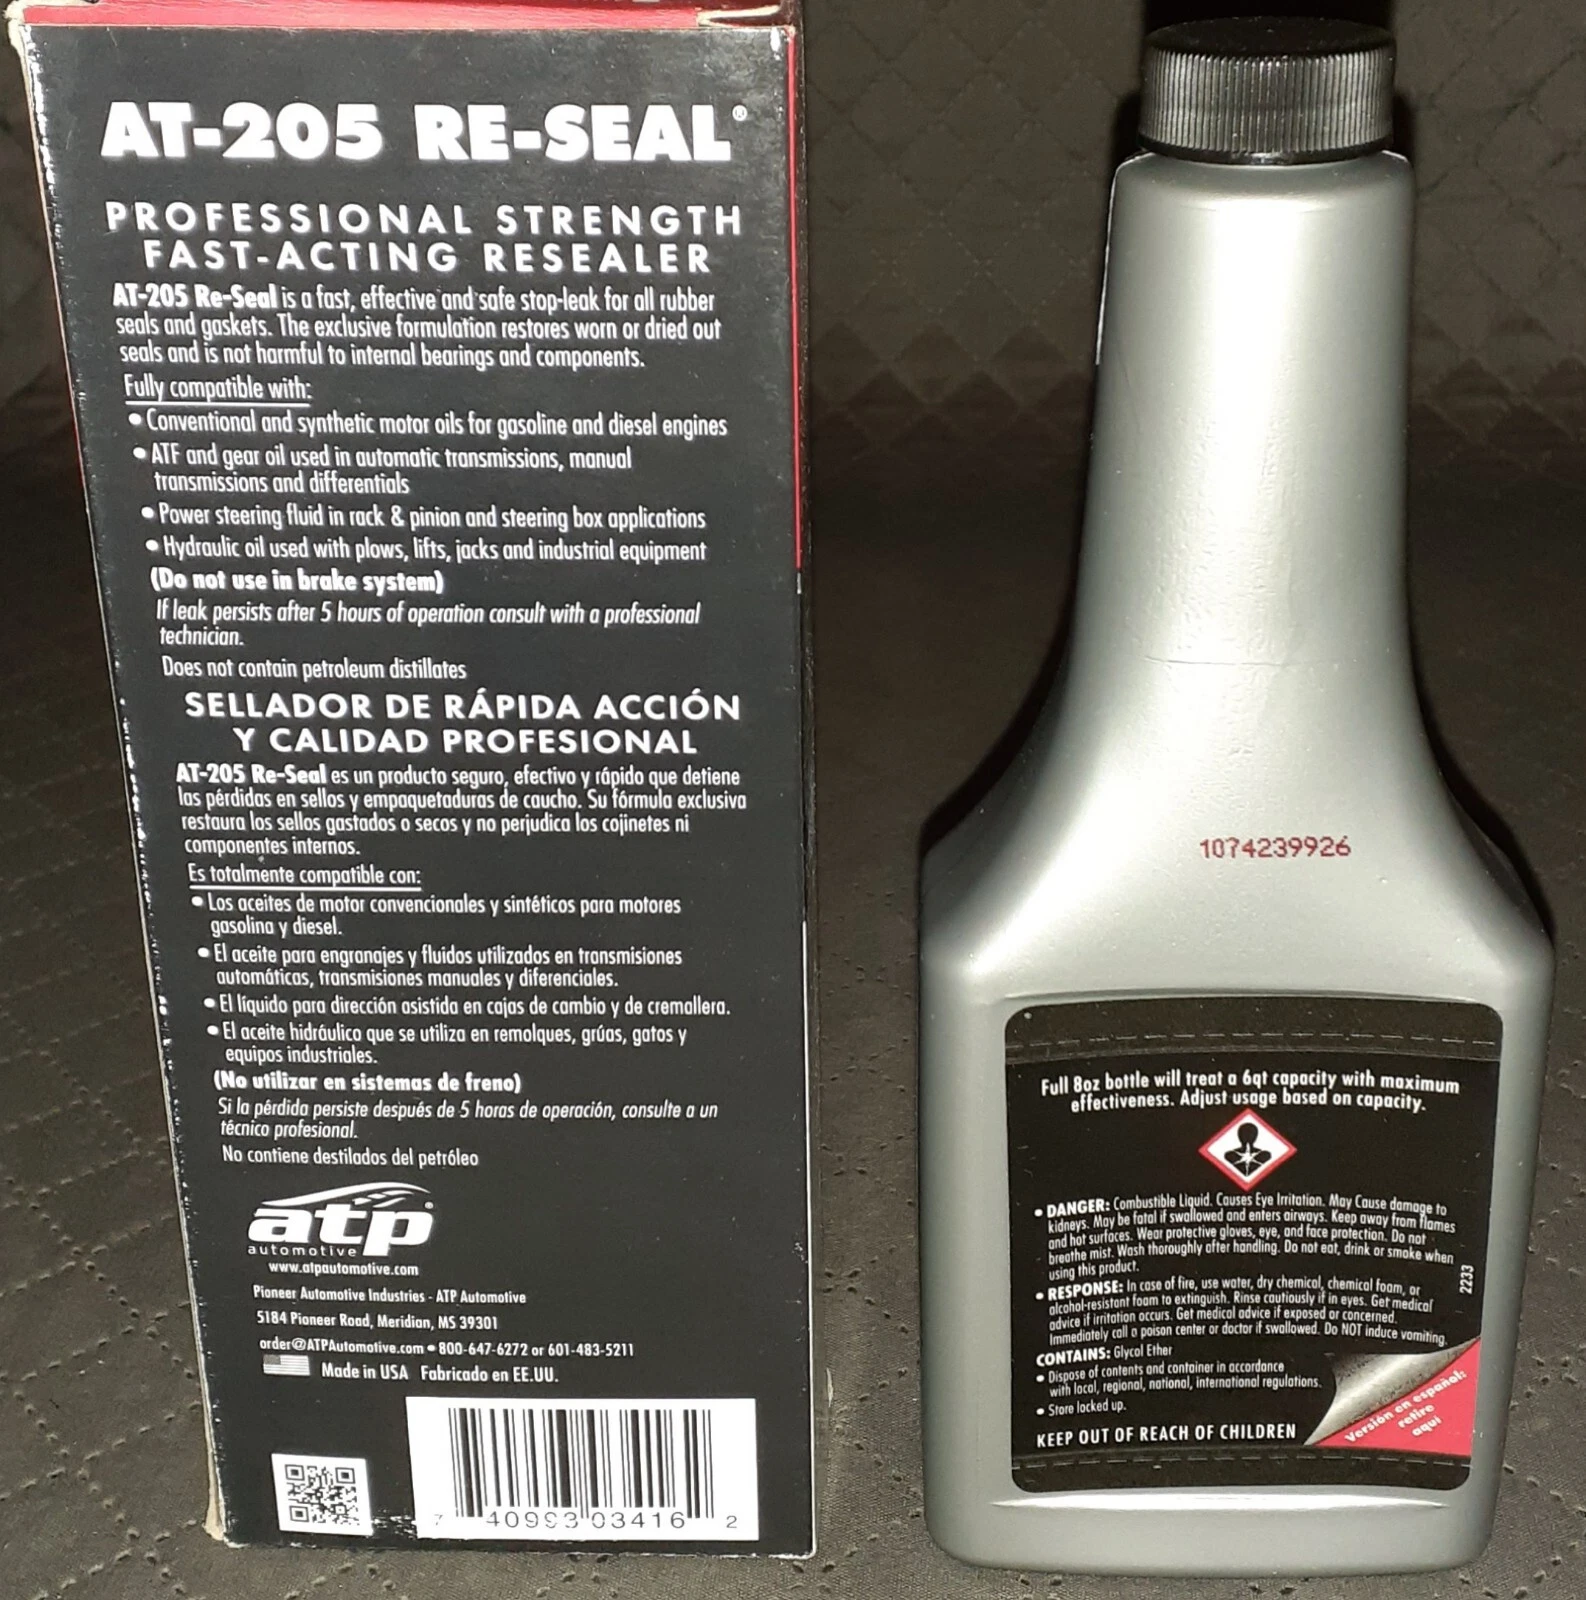 AT-205 RE-SEAL®
PROFESSIONAL STRENGTH
FAST-ACTING RESEALER
AT-205 Re-Seal is a fast, effective and safe stop-leak for all rubber
seals and gaskets. The exclusive formulation restores worn or dried out
seals and is not harmful to internal bearings and components.
Fully compatible with:
• Conventional and synthetic motor oils for gasoline and diesel engines
• ATF and gear oil used in automatic transmissions, manual
transmissions and differentials
• Power steering fluid in rack & pinion and steering box applications
• Hydraulic oil used with plows, lifts, jacks and industrial equipment
(Do not use in brake system)
If leak persists after 5 hours of operation consult with a professional
technician.
Does not contain petroleum distillates
SELLADOR DE RÁPIDA ACCIÓN
Y CALIDAD PROFESIONAL
AT-205 Re-Seal es un producto seguro, efectivo y rápido que detiene
las pérdidas en sellos y empaquetaduras de caucho. Su fórmula exclusiva
restaura los sellos gastados o secos y no perjudica los cojinetes ni
componentes internos.
Es totalmente compatible con:
• Los aceites de motor convencionales y sintéticos para motores
gasolina y diesel.
• El aceite para engranajes y fluidos utilizados en transmisiones
automáticas, transmisiones manuales y diferenciales.
• El líquido para dirección asistida en cajas de cambio y de cremallera.
• El aceite hidráulico que se utiliza en remolques, grúas, gatos y
equipos industriales.
(No utilizar en sistemas de freno)
Si la pérdida persiste después de 5 horas de operación, consulte a un
técnico profesional.
No contiene destilados del petróleo
atp®
automotive
www.atpautomotive.com
Pioneer Automotive Industries - ATP Automotive
5184 Pioneer Road, Meridian, MS 39301
order@ATPAutomotive.com • 800-647-6272 or 601-483-5211
Made in USA Fabricado en EE.UU.
7 40993 03416 2
1074239926
Full 8oz bottle will treat a 6qt capacity with maximum
effectiveness. Adjust usage based on capacity.
• DANGER: Combustible Liquid. Causes Eye Irritation. May Cause damage to
kidneys. May be fatal if swallowed and enters airways. Keep away from flames
and hot surfaces. Wear protective gloves, eye, and face protection. Do not
breathe mist. Wash thoroughly after handling. Do not eat, drink or smoke when
using this product.
• RESPONSE: In case of fire, use water, dry chemical, chemical foam, or
alcohol-resistant foam to extinguish. Rinse cautiously if in eyes. Get medical
advice if irritation occurs. Get medical advice if exposed or concerned.
Immediately call a poison center or doctor if swallowed. Do NOT induce vomiting.
CONTAINS: Glycol Ether
• Dispose of contents and container in accordance
with local, regional, national, international regulations.
• Store locked up.
KEEP OUT OF REACH OF CHILDREN
2233
Versión en español:
retire
aquí